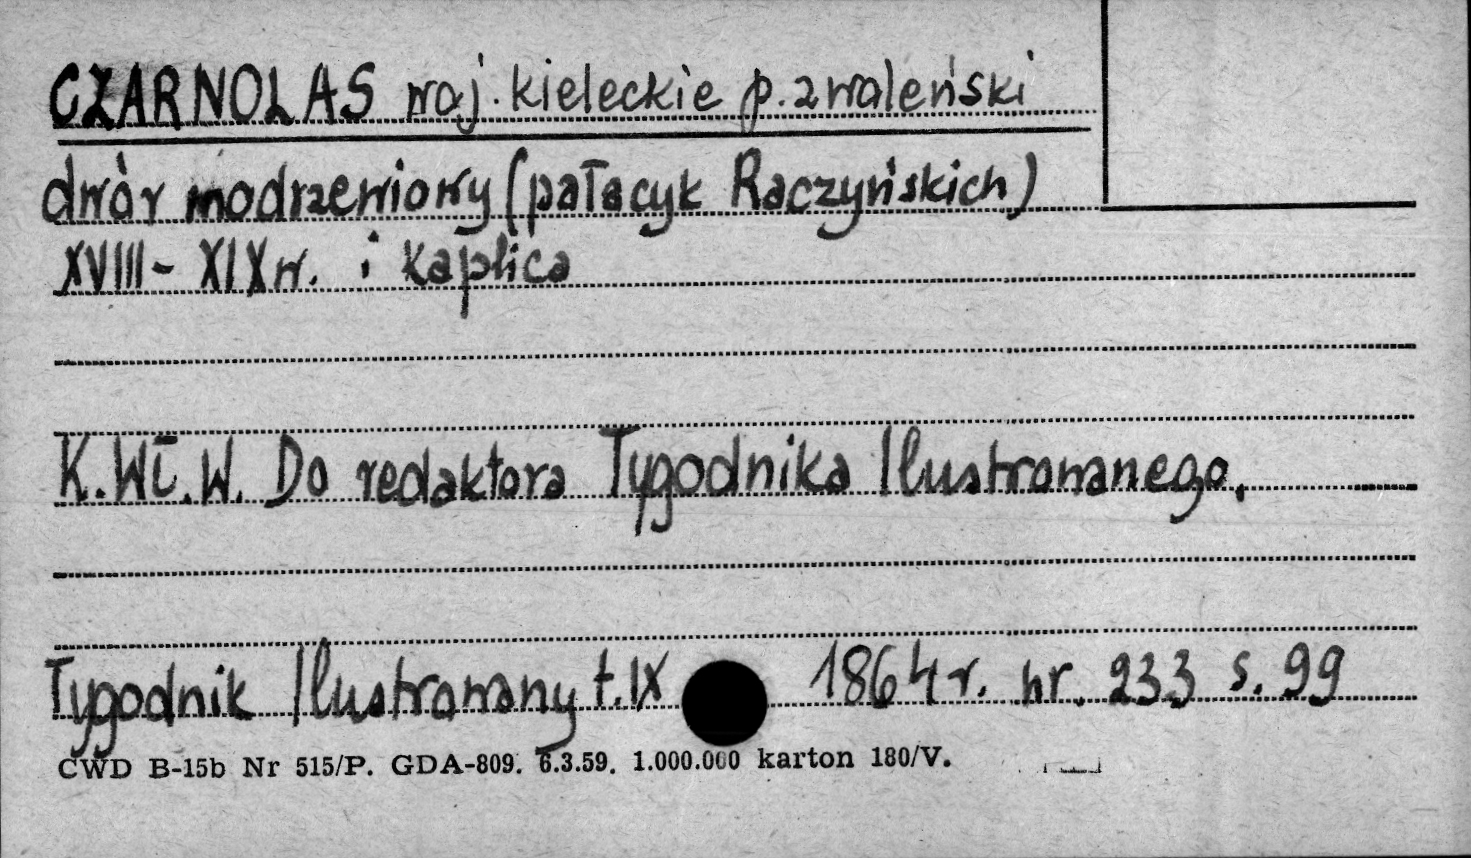 CZARNOLAS woj. kieleckie p. zwoleński
dwór modrzewiowy (pałacyk Raczyńskich)
XVIII - XIX w. i kaplica
K. Wł. W. Do redaktora Tygodnika Ilustrowanego.
Tygodnik Ilustrowany t. IX 1864 r. nr. 233 s. 99
CWD B-15b Nr 515/P. GDA-809. 6.3.59. 1.000.000 karton 180/V.